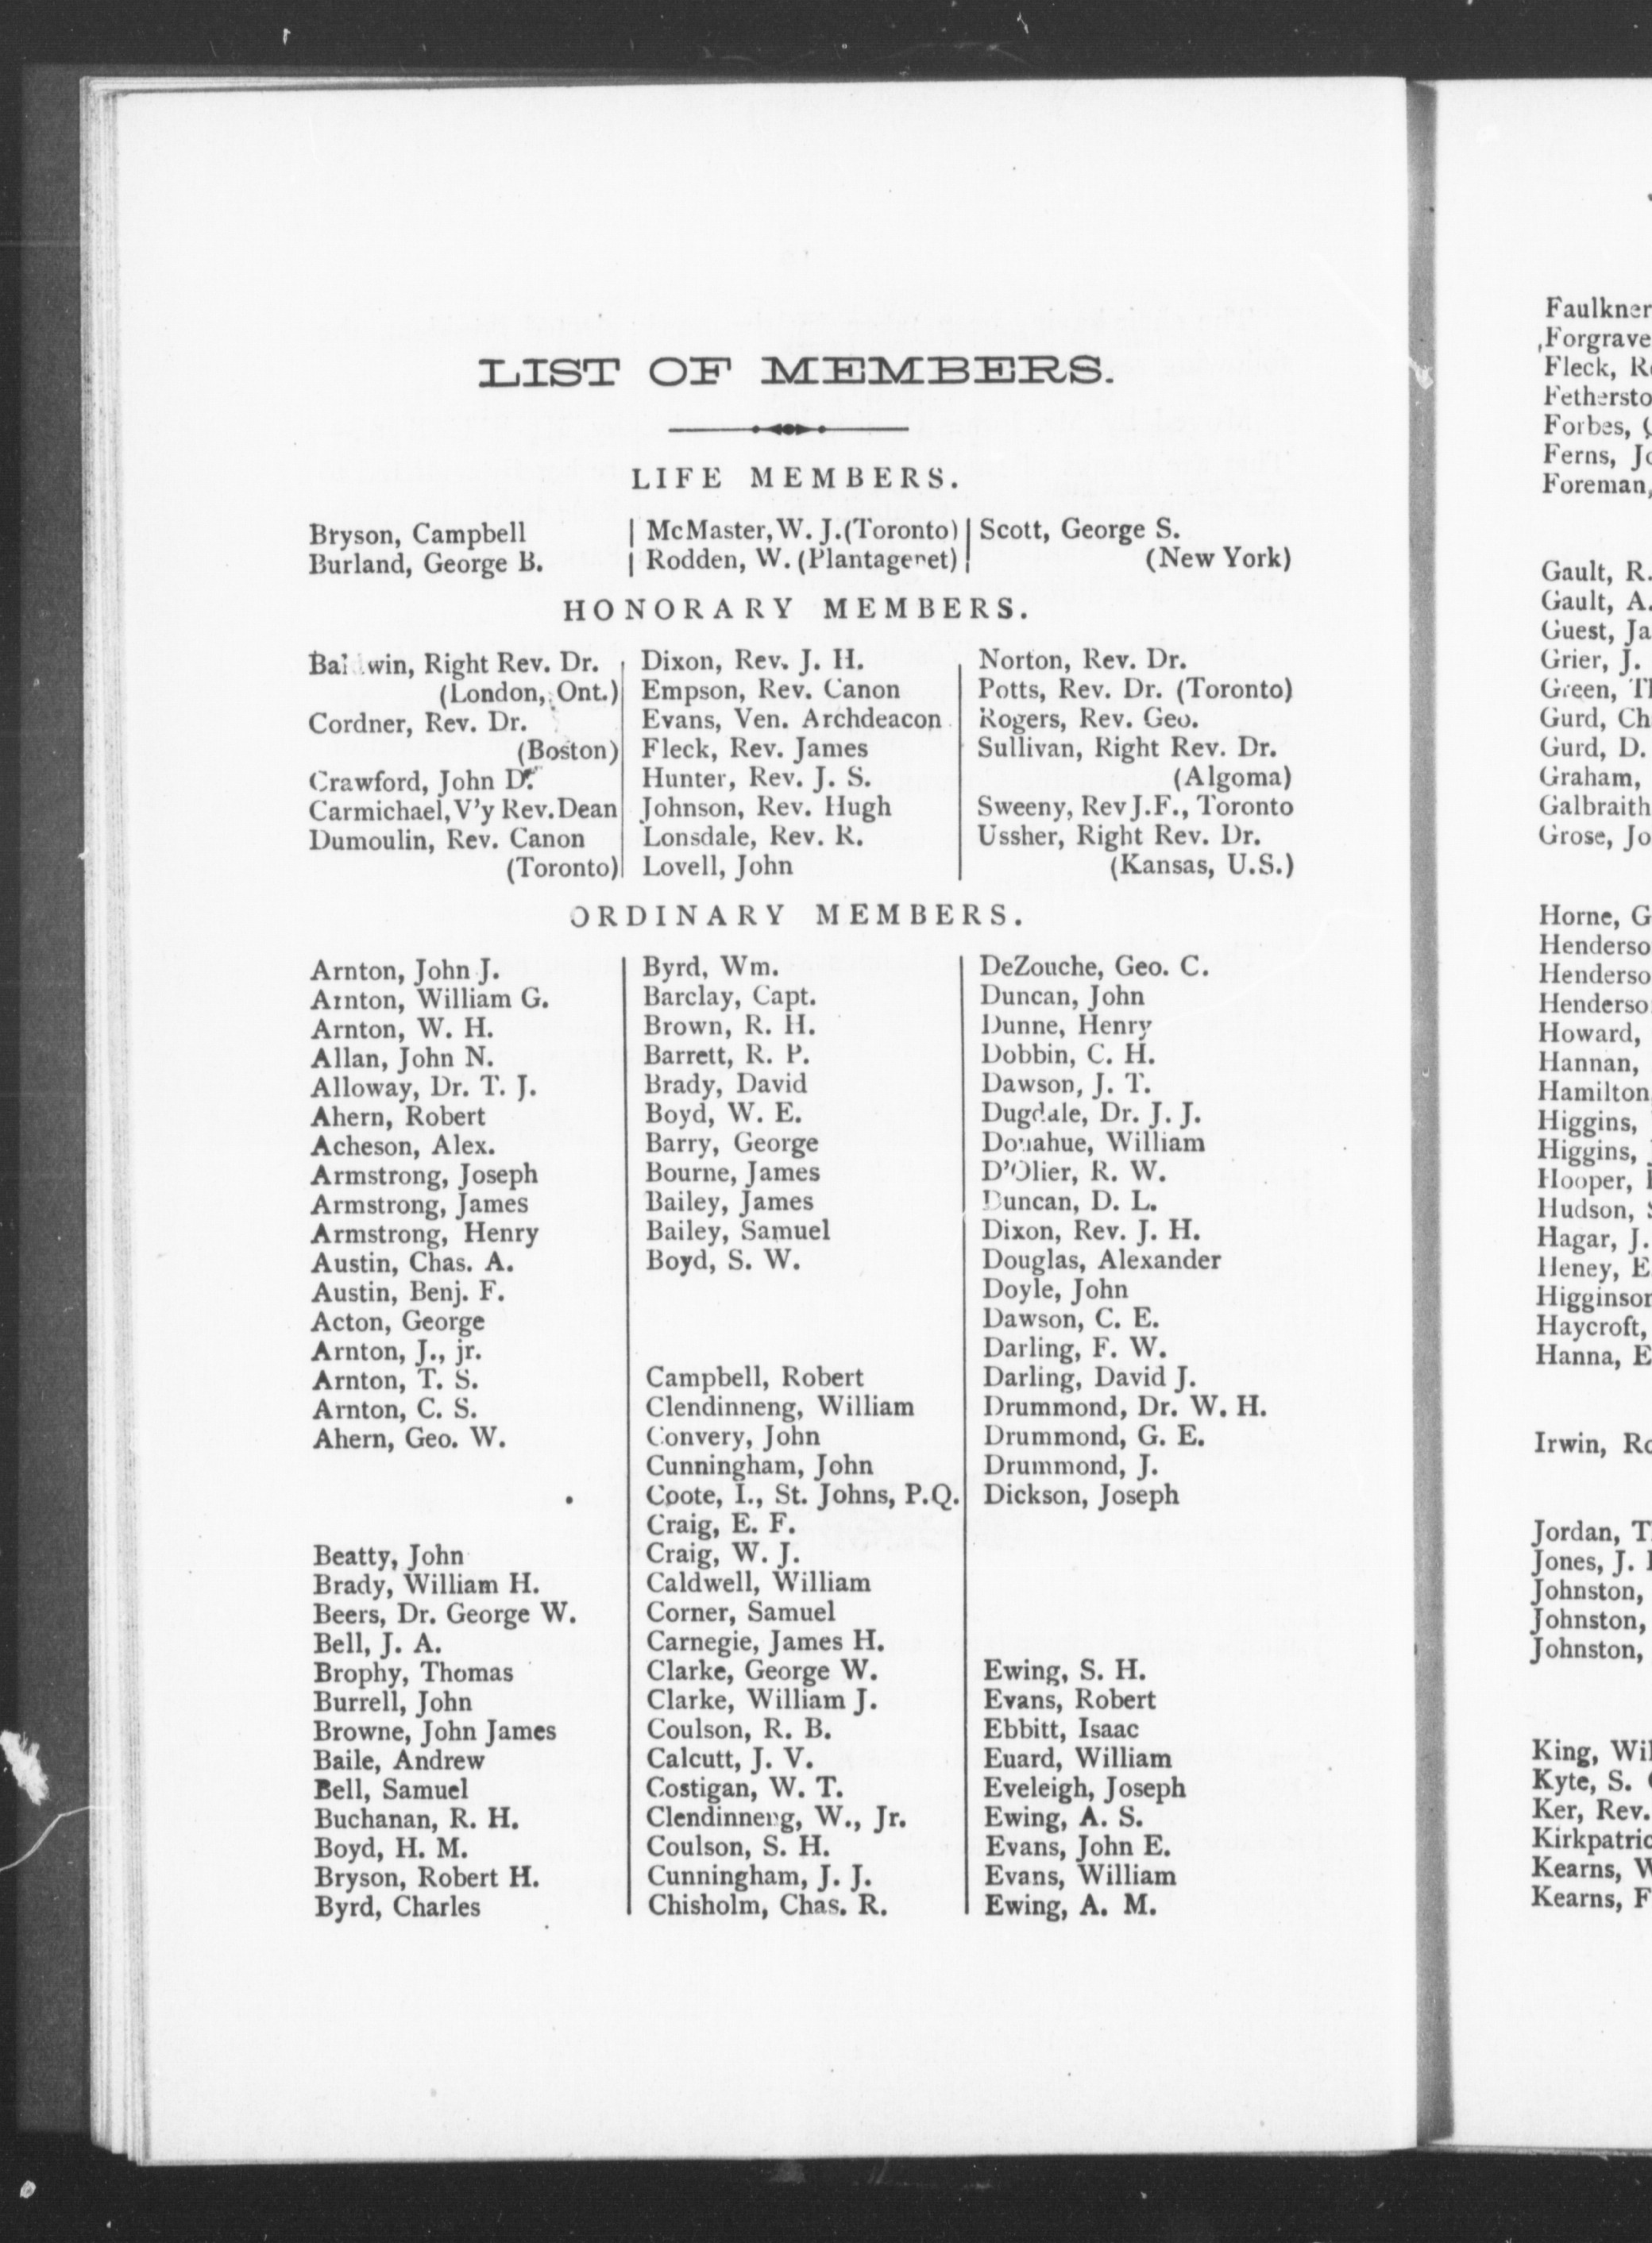 LIST OF MEMBERS.
LIFE MEMBERS.
Bryson, Campbell
Burland, George B.
McMaster, W. J. (Toronto)
Rodden, W. (Plantagenet)
Scott, George S.
(New York)
HONORARY MEMBERS.
Baldwin, Right Rev. Dr.
(London, Ont.)
Cordner, Rev. Dr.
(Boston)
Crawford, John D.
Carmichael, V'y Rev. Dean
Dumoulin, Rev. Canon
(Toronto)
Dixon, Rev. J. H.
Empson, Rev. Canon
Evans, Ven. Archdeacon
Fleck, Rev. James
Hunter, Rev. J. S.
Johnson, Rev. Hugh
Lonsdale, Rev. R.
Lovell, John
Norton, Rev. Dr.
Potts, Rev. Dr. (Toronto)
Rogers, Rev. Geo.
Sullivan, Right Rev. Dr.
(Algoma)
Sweeny, Rev J.F., Toronto
Ussher, Right Rev. Dr.
(Kansas, U.S.)
ORDINARY MEMBERS.
Arnton, John J.
Arnton, William G.
Arnton, W. H.
Allan, John N.
Alloway, Dr. T. J.
Ahern, Robert
Acheson, Alex.
Armstrong, Joseph
Armstrong, James
Armstrong, Henry
Austin, Chas. A.
Austin, Benj. F.
Acton, George
Arnton, J., jr.
Arnton, T. S.
Arnton, C. S.
Ahern, Geo. W.
Beatty, John
Brady, William H.
Beers, Dr. George W.
Bell, J. A.
Brophy, Thomas
Burrell, John
Browne, John James
Baile, Andrew
Bell, Samuel
Buchanan, R. H.
Boyd, H. M.
Bryson, Robert H.
Byrd, Charles
Byrd, Wm.
Barclay, Capt.
Brown, R. H.
Barrett, R. P.
Brady, David
Boyd, W. E.
Barry, George
Bourne, James
Bailey, James
Bailey, Samuel
Boyd, S. W.
Campbell, Robert
Clendinneng, William
Convery, John
Cunningham, John
Coote, I., St. Johns, P.Q.
Craig, E. F.
Craig, W. J.
Caldwell, William
Corner, Samuel
Carnegie, James H.
Clarke, George W.
Clarke, William J.
Coulson, R. B.
Calcutt, J. V.
Costigan, W. T.
Clendinneng, W., Jr.
Coulson, S. H.
Cunningham, J. J.
Chisholm, Chas. R.
DeZouche, Geo. C.
Duncan, John
Dunne, Henry
Dobbin, C. H.
Dawson, J. T.
Dugdale, Dr. J. J.
Donahue, William
D'Olier, R. W.
Duncan, D. L.
Dixon, Rev. J. H.
Douglas, Alexander
Doyle, John
Dawson, C. E.
Darling, F. W.
Darling, David J.
Drummond, Dr. W. H.
Drummond, G. E.
Drummond, J.
Dickson, Joseph
Ewing, S. H.
Evans, Robert
Ebbitt, Isaac
Euard, William
Eveleigh, Joseph
Ewing, A. S.
Evans, John E.
Evans, William
Ewing, A. M.
Faulkner
Forgrave
Fleck,
Forbes,
Ferns,
Foreman,
Gault, R.
Gault, A.
Guest,
Grier, J.
Green,
Gurd,
Gurd, D.
Graham,
Galbraith
Grose,
Horne,
Howard,
Hannan,
Hamilton
Higgins,
Higgins,
Hooper,
Hudson,
Hagar, J.
Heney,
Haycroft,
Hanna,
Irwin,
Jordan,
Jones, J.
Johnston,
Johnston,
Johnston,
King,
Kyte, S.
Ker, Rev.
Kearns,
Kearns,